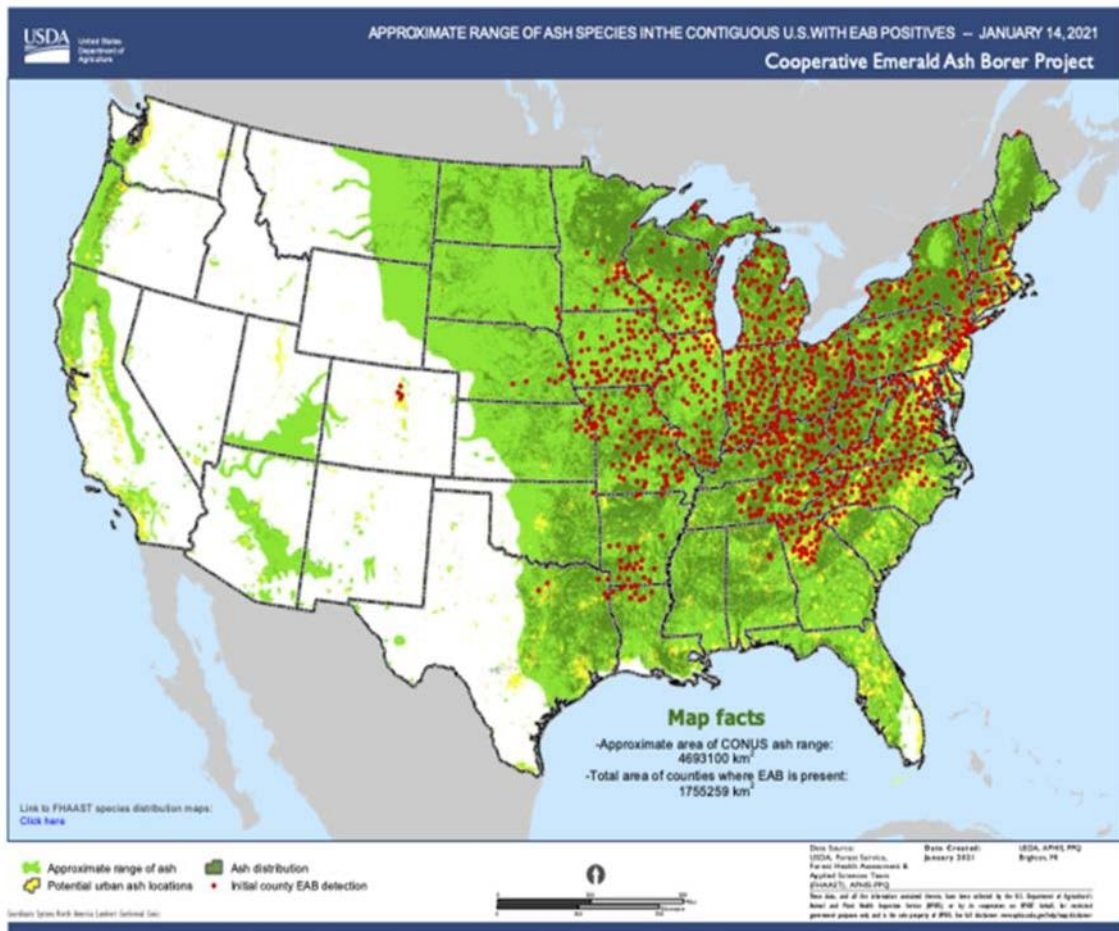 USDA
United States
Department of
Agriculture
APPROXIMATE RANGE OF ASH SPECIES INTHE CONTIGUOUS U.S.WITH EAB POSITIVES – JANUARY 14, 2021
Cooperative Emerald Ash Borer Project
Map facts
-Approximate area of CONUS ash range:
4693100 km²
-Total area of counties where EAB is present:
1755259 km²
Link to FHAAST species distribution maps:
Click here
Approximate range of ash
Ash distribution
Potential urban ash locations
Initial county EAB detection
Data Source:
USDA, Forest Service,
Forest Health Assessment &
Applied Sciences Team
(FHAAST), APHIS-PPQ
Date Created:
January 2021
USDA, APHIS, PPQ
Brighton, MI